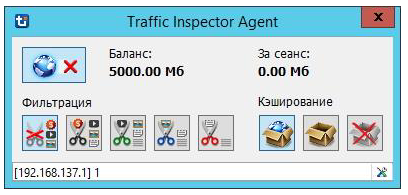 Traffic Inspector Agent
Баланс:
5000.00 Мб
За сеанс:
0.00 Мб
Фильтрация
Кэширование
[192.168.137.1] 1